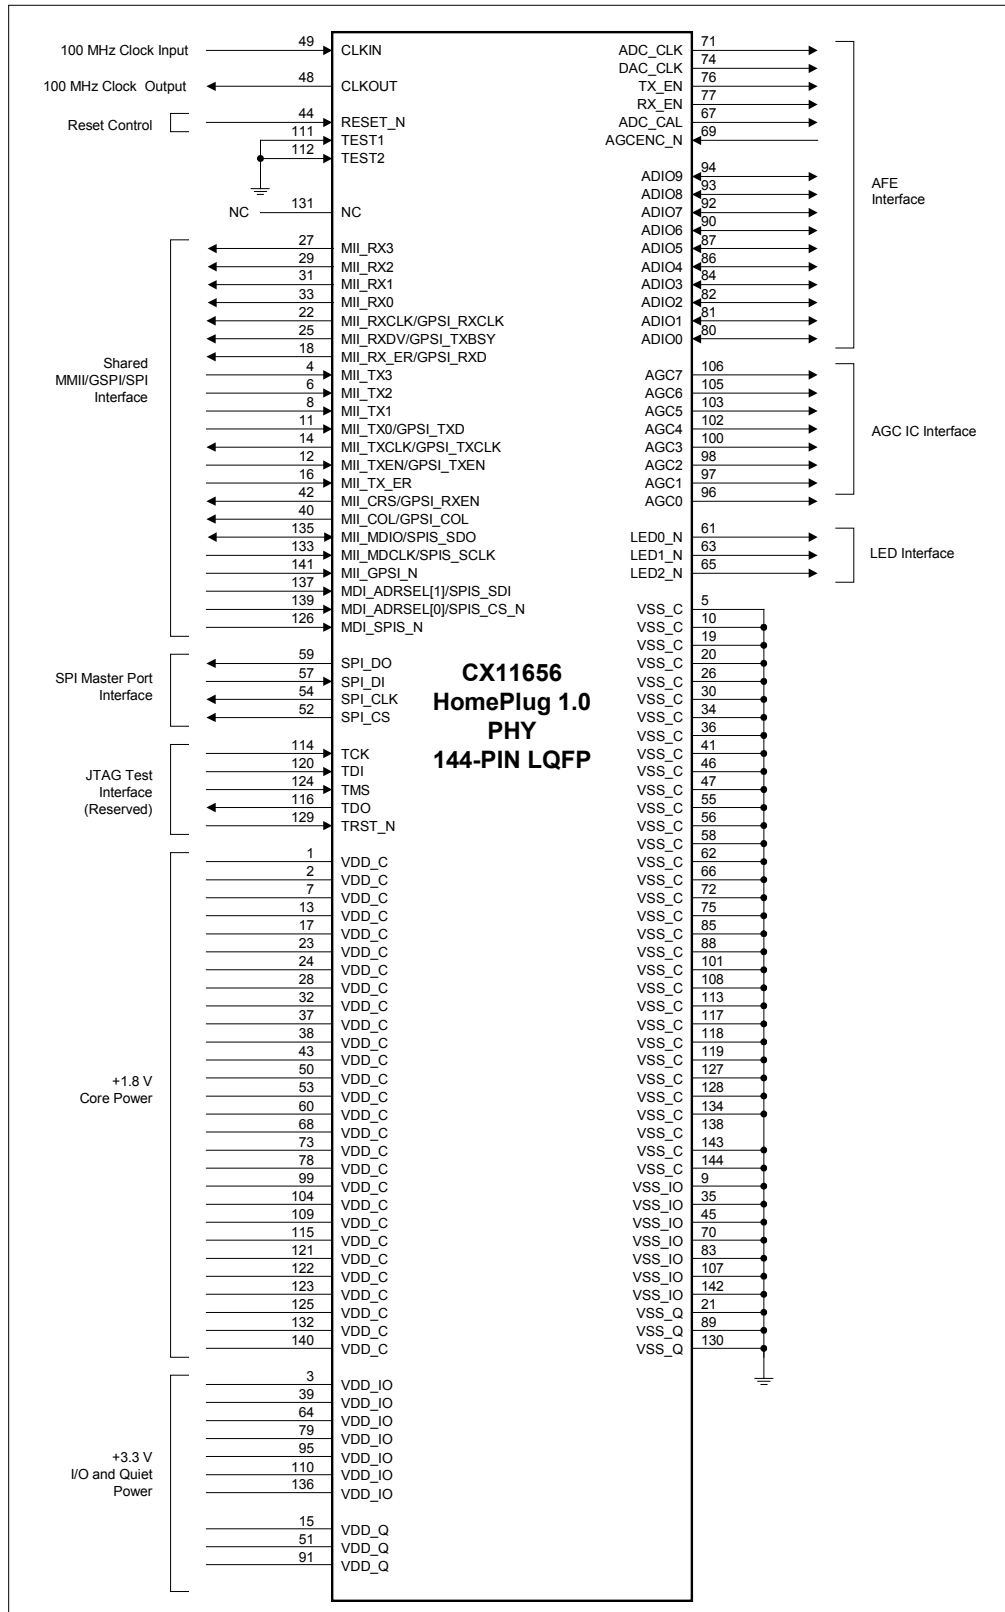 100 MHz Clock Input 49 CLKIN
100 MHz Clock Output 48 CLKOUT
Reset Control 44 RESET_N
111 TEST1
112 TEST2
NC 131 NC
Shared
MMII/GSPI/SPI
Interface
27 MII_RX3
29 MII_RX2
31 MII_RX1
33 MII_RX0
22 MII_RXCLK/GPSI_RXCLK
25 MII_RXDV/GPSI_TXBSY
18 MII_RX_ER/GPSI_RXD
4 MII_TX3
6 MII_TX2
8 MII_TX1
11 MII_TX0/GPSI_TXD
14 MII_TXCLK/GPSI_TXCLK
12 MII_TXEN/GPSI_TXEN
16 MII_TX_ER
42 MII_CRS/GPSI_RXEN
40 MII_COL/GPSI_COL
135 MII_MDIO/SPIS_SDO
133 MII_MDCLK/SPIS_SCLK
141 MII_GPSI_N
137 MDI_ADRSEL[1]/SPIS_SDI
139 MDI_ADRSEL[0]/SPIS_CS_N
126 MDI_SPIS_N
SPI Master Port
Interface
59 SPI_DO
57 SPI_DI
54 SPI_CLK
52 SPI_CS
JTAG Test
Interface
(Reserved)
114 TCK
120 TDI
124 TMS
116 TDO
129 TRST_N
+1.8 V
Core Power
1 VDD_C
2 VDD_C
7 VDD_C
13 VDD_C
17 VDD_C
23 VDD_C
24 VDD_C
28 VDD_C
32 VDD_C
37 VDD_C
38 VDD_C
43 VDD_C
50 VDD_C
53 VDD_C
60 VDD_C
68 VDD_C
73 VDD_C
78 VDD_C
99 VDD_C
104 VDD_C
109 VDD_C
115 VDD_C
121 VDD_C
122 VDD_C
123 VDD_C
125 VDD_C
132 VDD_C
140 VDD_C
+3.3 V
I/O and Quiet
Power
3 VDD_IO
39 VDD_IO
64 VDD_IO
79 VDD_IO
95 VDD_IO
110 VDD_IO
136 VDD_IO
15 VDD_Q
51 VDD_Q
91 VDD_Q
CX11656
HomePlug 1.0
PHY
144-PIN LQFP
ADC_CLK 71
DAC_CLK 74
TX_EN 76
RX_EN 77
ADC_CAL 67
AGCENC_N 69
ADIO9 94
ADIO8 93
ADIO7 92
ADIO6 90
ADIO5 87
ADIO4 86
ADIO3 84
ADIO2 82
ADIO1 81
ADIO0 80
AFE
Interface
AGC7 106
AGC6 105
AGC5 103
AGC4 102
AGC3 100
AGC2 98
AGC1 97
AGC0 96
AGC IC Interface
LED0_N 61
LED1_N 63
LED2_N 65
LED Interface
VSS_C 5
VSS_C 10
VSS_C 19
VSS_C 20
VSS_C 26
VSS_C 30
VSS_C 34
VSS_C 36
VSS_C 41
VSS_C 46
VSS_C 47
VSS_C 55
VSS_C 56
VSS_C 58
VSS_C 62
VSS_C 66
VSS_C 72
VSS_C 75
VSS_C 85
VSS_C 88
VSS_C 101
VSS_C 108
VSS_C 113
VSS_C 117
VSS_C 118
VSS_C 119
VSS_C 127
VSS_C 128
VSS_C 134
VSS_C 138
VSS_C 143
VSS_C 144
VSS_IO 9
VSS_IO 35
VSS_IO 45
VSS_IO 70
VSS_IO 83
VSS_IO 107
VSS_IO 142
VSS_Q 21
VSS_Q 89
VSS_Q 130